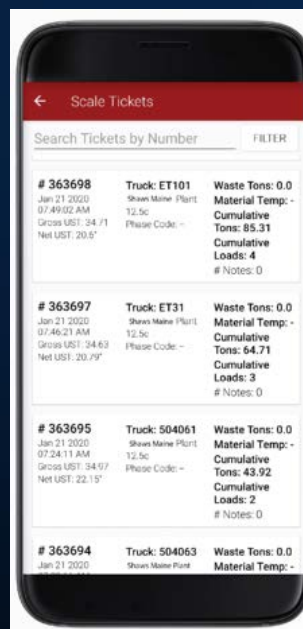 Scale Tickets
Search Tickets by Number
FILTER
# 363698
Jan 21 2020
07:49:02 AM
Gross UST: 34.71
Net UST: 20.6*
Truck: ET101
Shaws Maine Plant
12.5c
Phase Code: –
Waste Tons: 0.0
Material Temp: -
Cumulative
Tons: 85.31
Cumulative
Loads: 4
# Notes: 0
# 363697
Jan 21 2020
07:46:21 AM
Gross UST: 34.63
Net UST: 20.79*
Truck: ET31
Shaws Maine Plant
12.5c
Phase Code: –
Waste Tons: 0.0
Material Temp: -
Cumulative
Tons: 64.71
Cumulative
Loads: 3
# Notes: 0
# 363695
Jan 21 2020
07:24:11 AM
Gross UST: 34.97
Net UST: 22.15*
Truck: 504061
Shaws Maine Plant
12.5c
Phase Code: –
Waste Tons: 0.0
Material Temp: -
Cumulative
Tons: 43.92
Cumulative
Loads: 2
# Notes: 0
# 363694
Jan 21 2020
Truck: 504063
Shaws Maine Plant
Waste Tons: 0.0
Material Temp: -